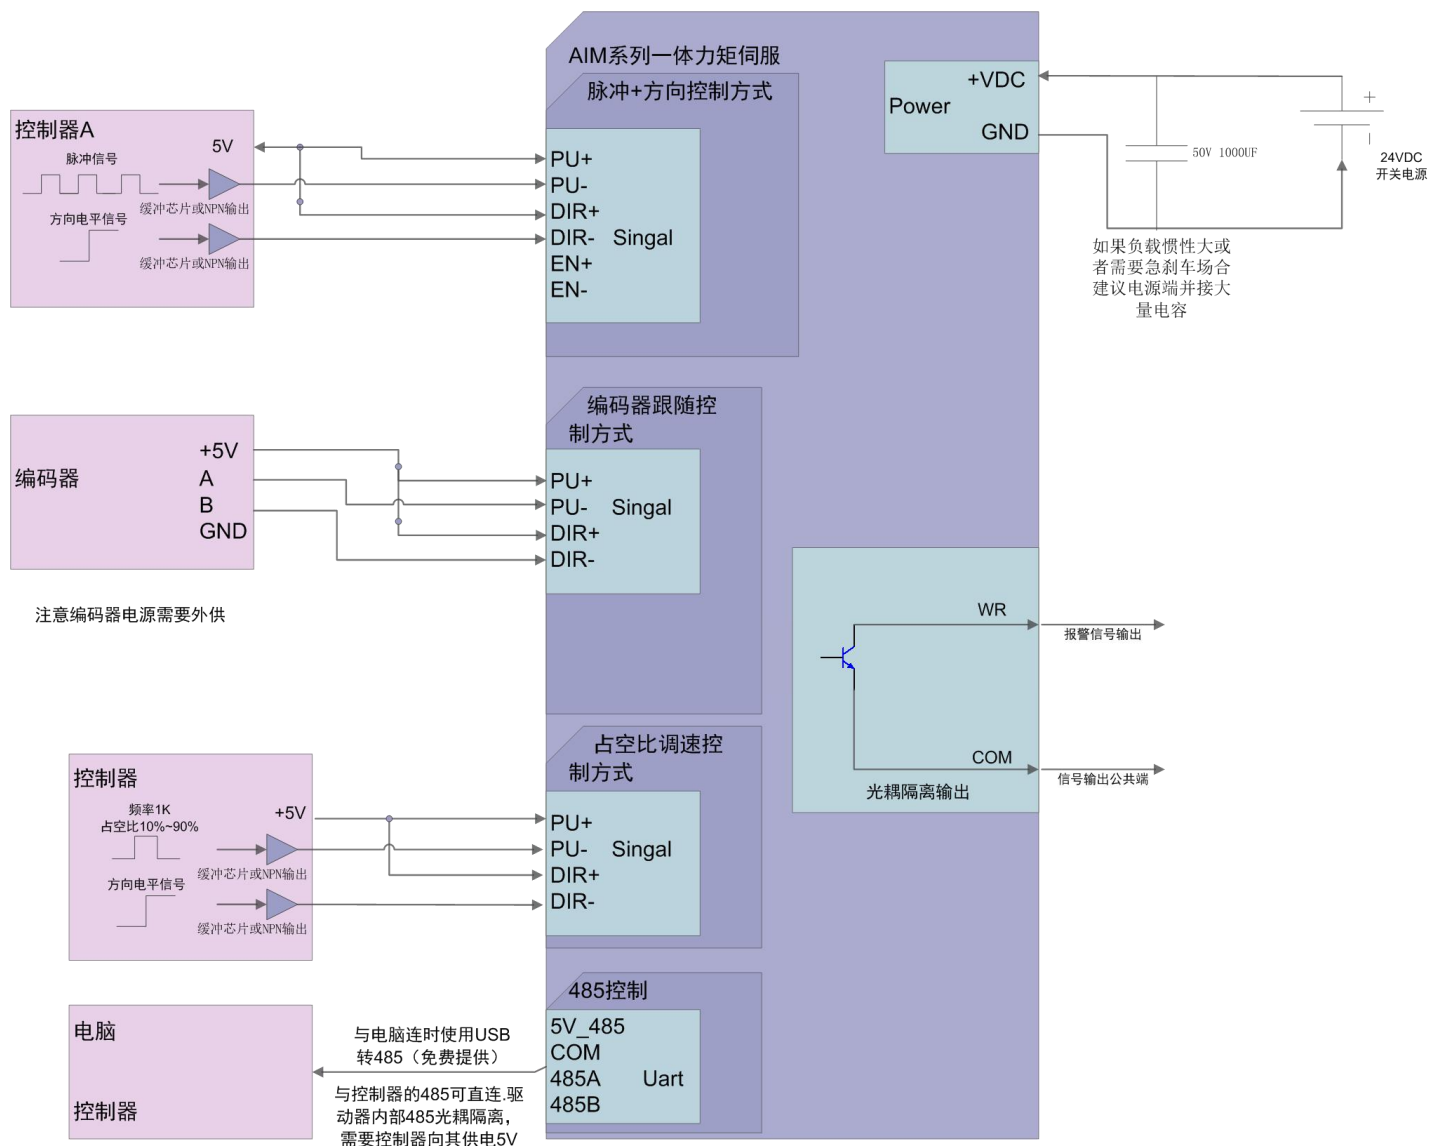 AIM系列一体力矩伺服
脉冲+方向控制方式
控制器A
脉冲信号
5V
缓冲芯片或NPN输出
方向电平信号
缓冲芯片或NPN输出
PU+
PU-
DIR+
DIR- Singal
EN+
EN-
+VDC
Power
GND
50V 1000UF
+
-
24VDC
开关电源
如果负载惯性大或
者需要急刹车场合
建议电源端并接大
量电容
编码器跟随控
制方式
编码器
+5V
A
B
GND
PU+
PU- Singal
DIR+
DIR-
注意编码器电源需要外供
WR
报警信号输出
COM
信号输出公共端
光耦隔离输出
占空比调速控
制方式
控制器
频率1K
占空比10%~90%
+5V
缓冲芯片或NPN输出
方向电平信号
缓冲芯片或NPN输出
PU+
PU- Singal
DIR+
DIR-
485控制
5V_485
COM
485A Uart
485B
电脑
控制器
与电脑连时使用USB
转485（免费提供）
与控制器的485可直连.驱
动器内部485光耦隔离，
需要控制器向其供电5V